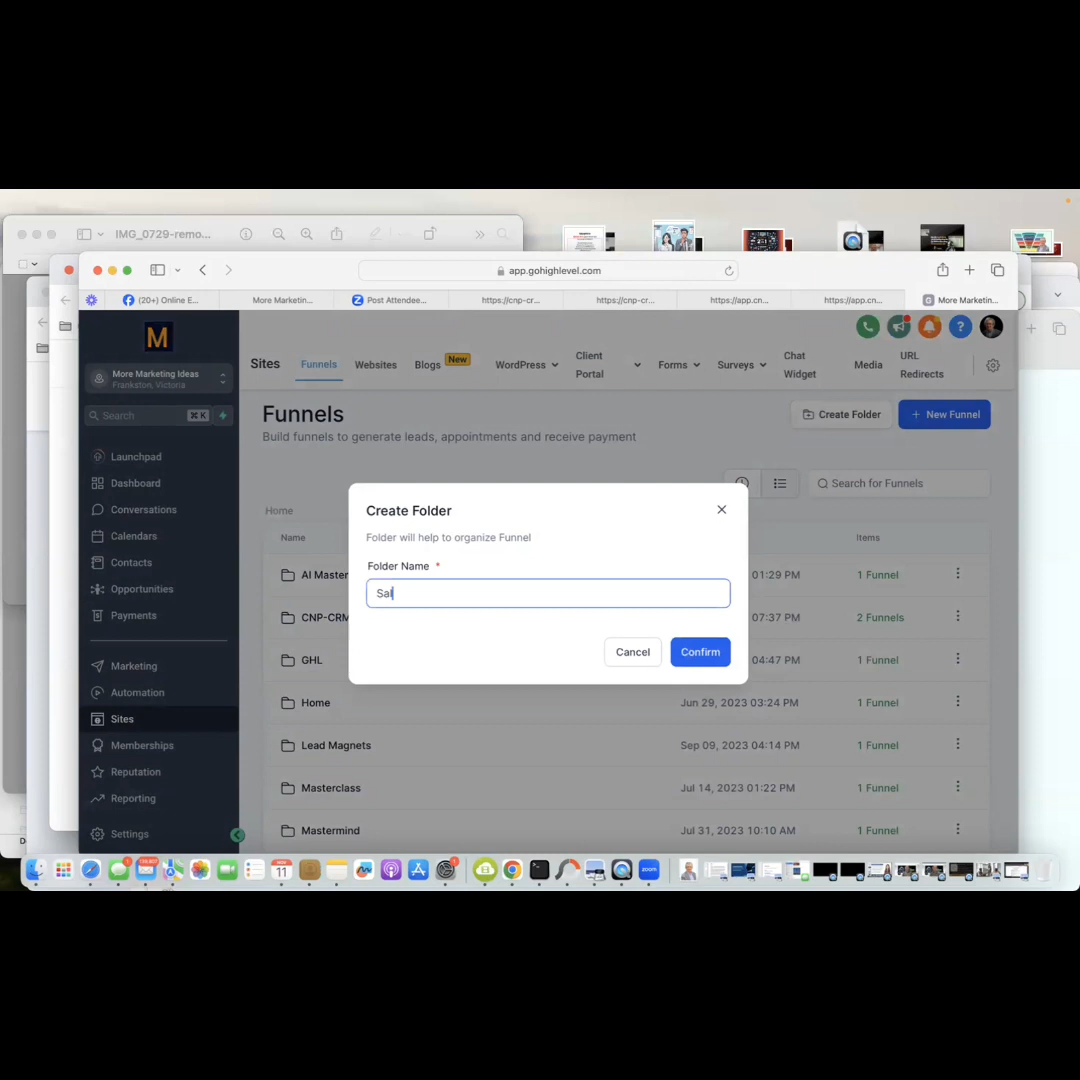 IMG_0729-remo...
app.gohighlevel.com
(20+) Online E...
More Marketin...
Post Attendee...
https://cnp-cr...
https://cnp-cr...
https://app.cn...
https://app.cn...
G More Marketin...
M
More Marketing Ideas
Frankston, Victoria
Search
⌘ K
Launchpad
Dashboard
Conversations
Calendars
Contacts
Opportunities
Payments
Marketing
Automation
Sites
Memberships
Reputation
Reporting
Settings
Sites
Funnels
Websites
Blogs
New
WordPress
Client
Portal
Forms
Surveys
Chat
Widget
Media
URL
Redirects
Funnels
Build funnels to generate leads, appointments and receive payment
Create Folder
+ New Funnel
Search for Funnels
Home
Name
Items
AI Master
01:29 PM
1 Funnel
CNP-CRM
07:37 PM
2 Funnels
GHL
04:47 PM
1 Funnel
Home
Jun 29, 2023 03:24 PM
1 Funnel
Lead Magnets
Sep 09, 2023 04:14 PM
1 Funnel
Masterclass
Jul 14, 2023 01:22 PM
1 Funnel
Mastermind
Jul 31, 2023 10:10 AM
1 Funnel
Create Folder
Folder will help to organize Funnel
Folder Name *
Sal
Cancel
Confirm
11
zoom